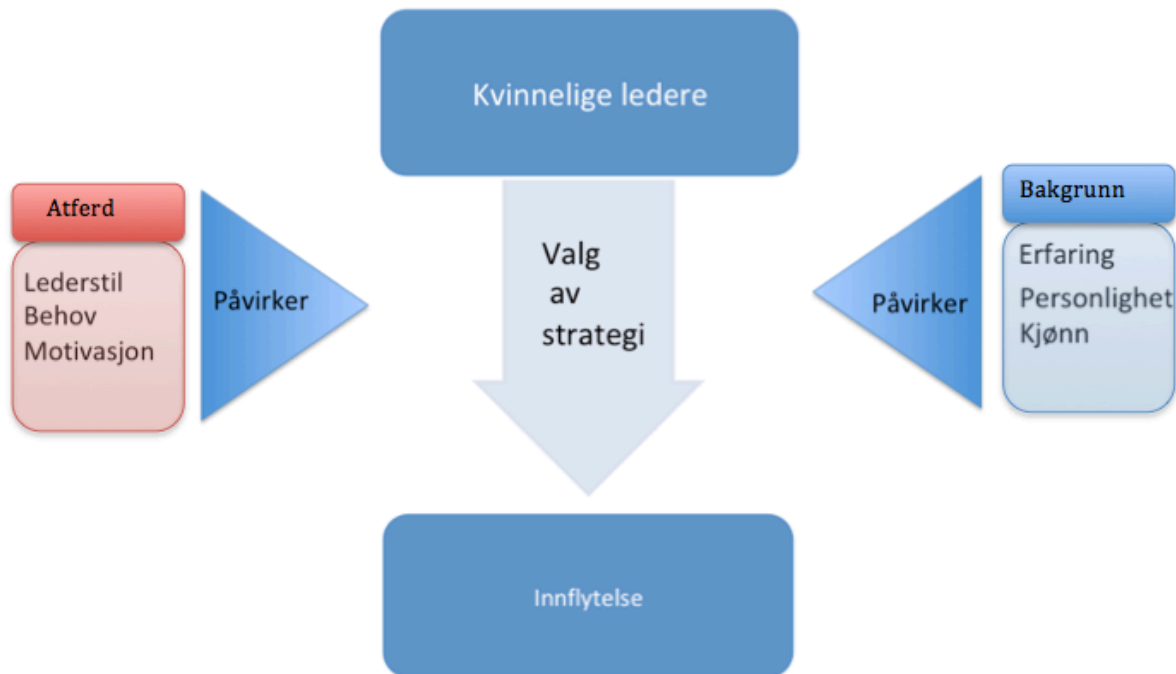 Kvinnelige ledere
Atferd
Lederstil
Behov
Motivasjon
Påvirker
Valg
av
strategi
Påvirker
Bakgrunn
Erfaring
Personlighet
Kjønn
Innflytelse